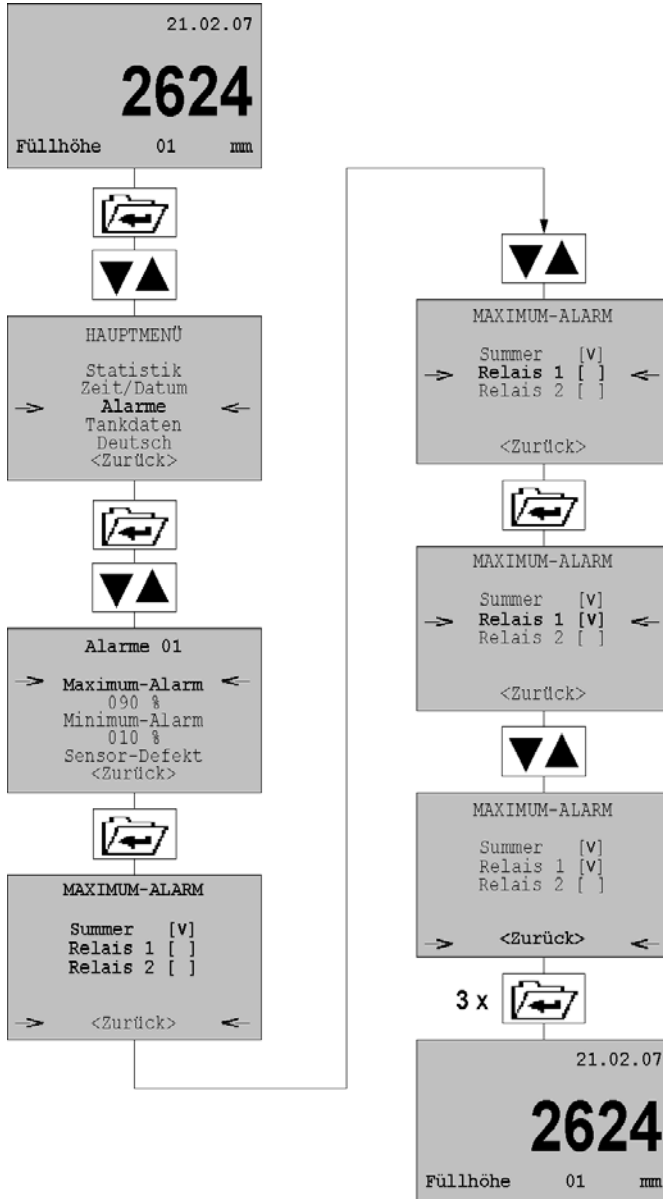 21.02.07
2624
Füllhöhe 01 mm
HAUPTMENÜ
Statistik
Zeit/Datum
-> Alarme <-
Tankdaten
Deutsch
<Zurück>
Alarme 01
-> Maximum-Alarm <-
090 %
Minimum-Alarm
010 %
Sensor-Defekt
<Zurück>
MAXIMUM-ALARM
Summer [V]
Relais 1 [ ]
Relais 2 [ ]
-> <Zurück> <-
MAXIMUM-ALARM
Summer [V]
-> Relais 1 [ ] <-
Relais 2 [ ]
<Zurück>
MAXIMUM-ALARM
Summer [V]
-> Relais 1 [V] <-
Relais 2 [ ]
<Zurück>
MAXIMUM-ALARM
Summer [V]
Relais 1 [V]
Relais 2 [ ]
-> <Zurück> <-
3 x
21.02.07
2624
Füllhöhe 01 mm